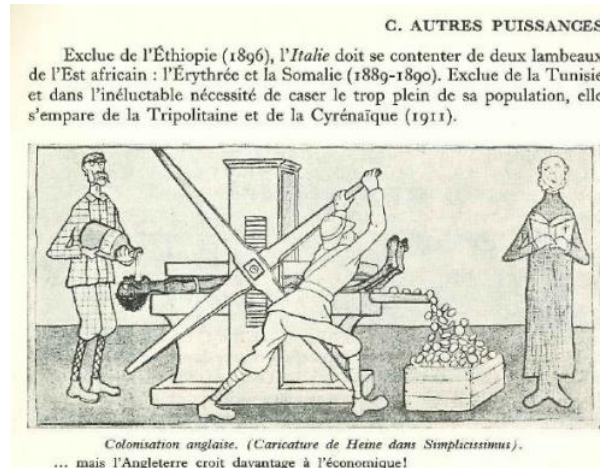 C. AUTRES PUISSANCES
Exclue de l'Éthiopie (1896), l'Italie doit se contenter de deux lambeaux
de l'Est africain : l'Érythrée et la Somalie (1889-1890). Exclue de la Tunisie
et dans l'inéluctable nécessité de caser le trop plein de sa population, elle
s'empare de la Tripolitaine et de la Cyrénaïque (1911).
Colonisation anglaise. (Caricature de Heine dans Simplicissimus).
... mais l'Angleterre croit davantage à l'économique!